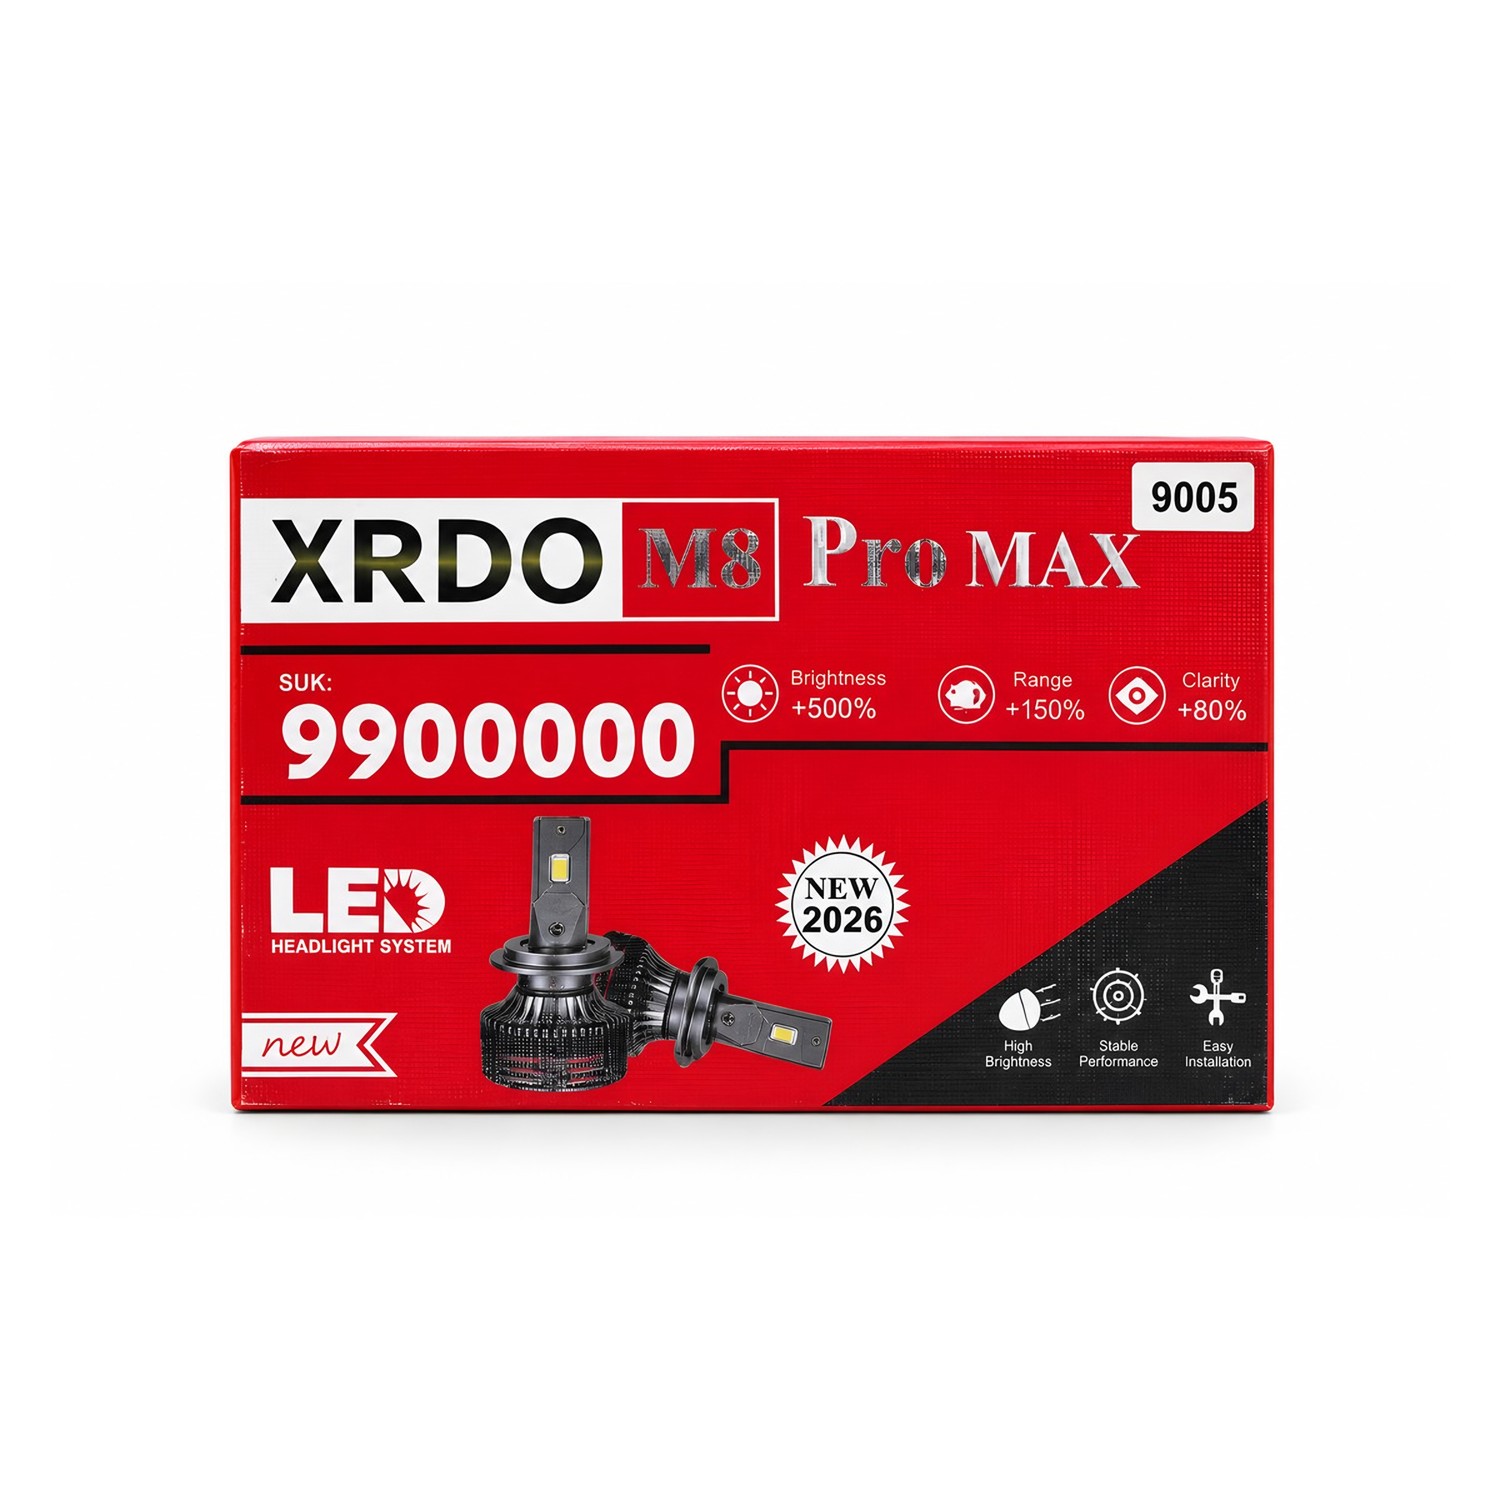 9005
XRDO M8 Pro MAX
SUK:
9900000
Brightness
+500%
Range
+150%
Clarity
+80%
LED
HEADLIGHT SYSTEM
NEW
2026
new
High
Brightness
Stable
Performance
Easy
Installation